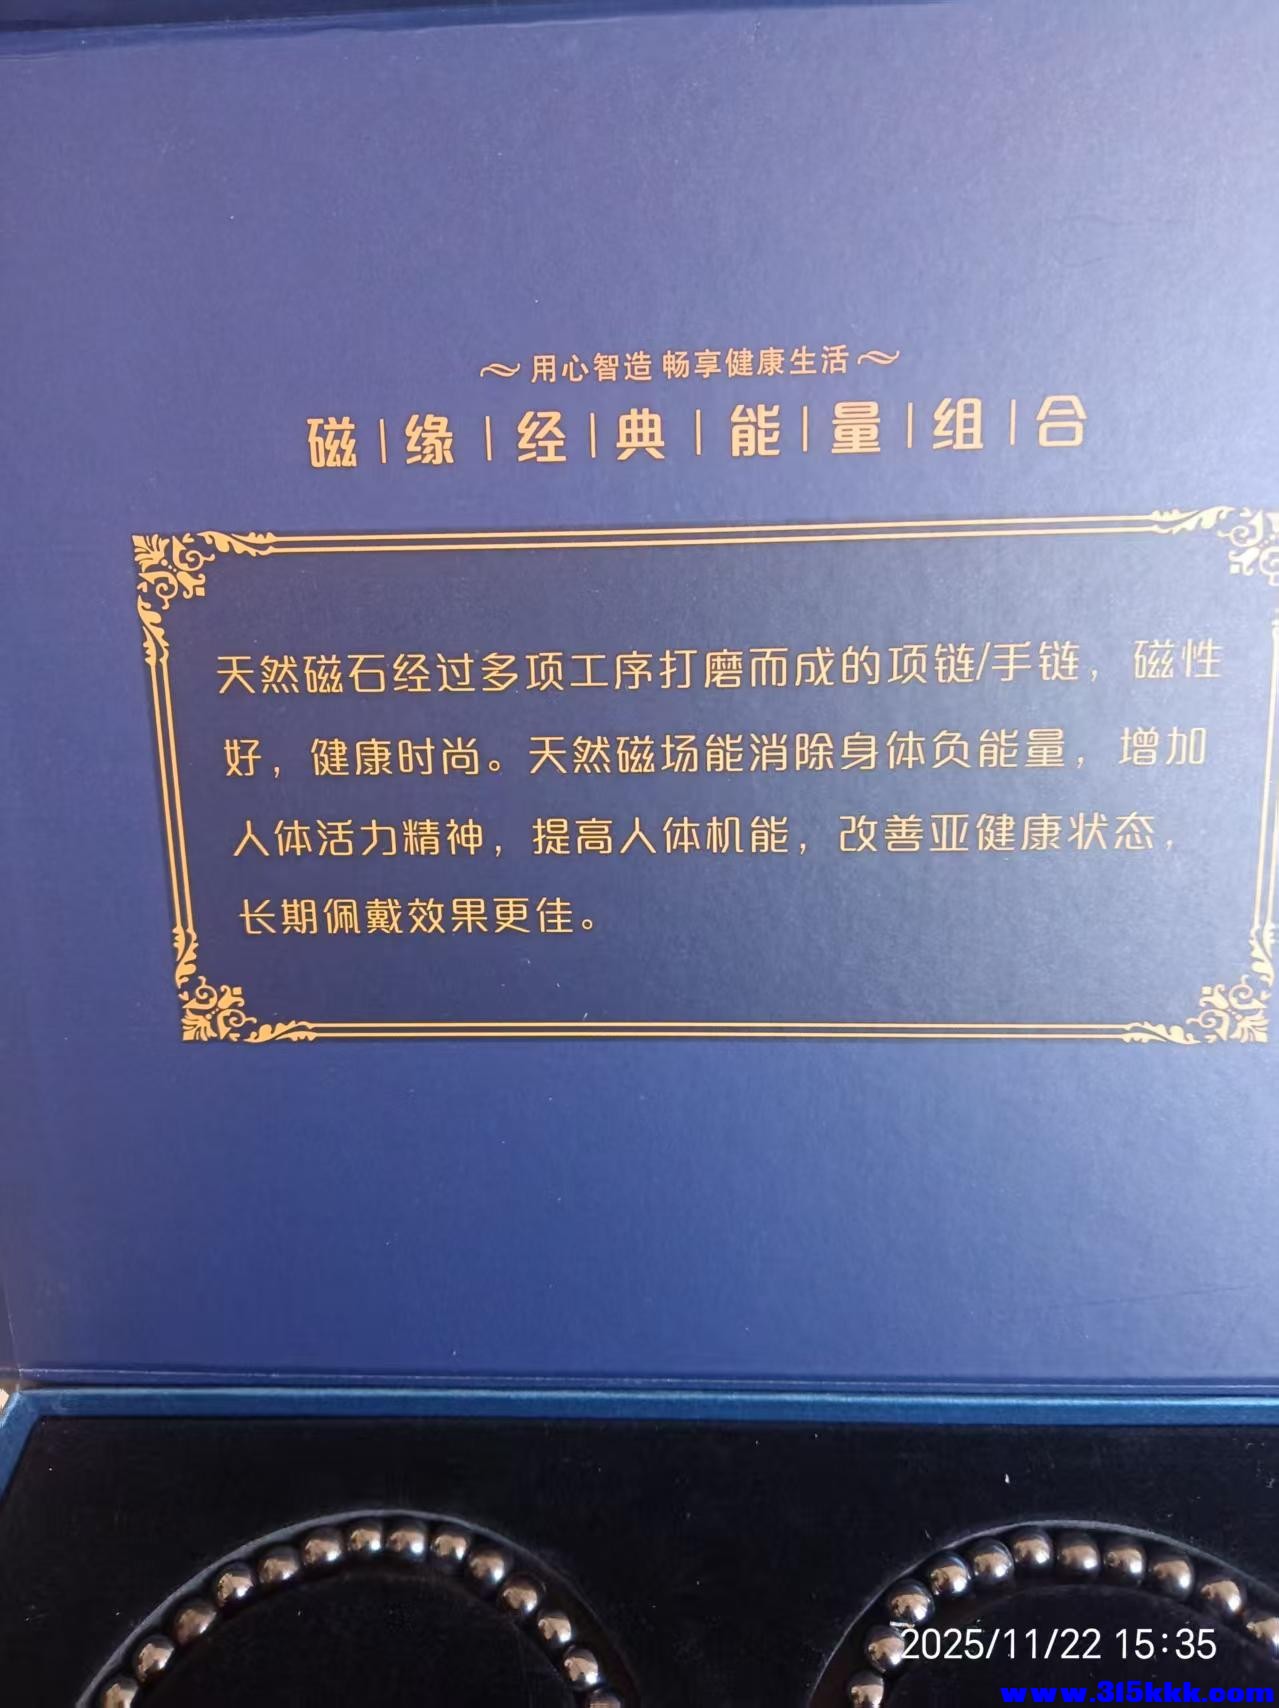 ～用心智造 畅享健康生活～
磁|缘|经|典|能|量|组|合
天然磁石经过多项工序打磨而成的项链/手链，磁性
好，健康时尚。天然磁场能消除身体负能量，增加
人体活力精神，提高人体机能，改善亚健康状态，
长期佩戴效果更佳。
2025/11/22 15:35
www.315kkk.com